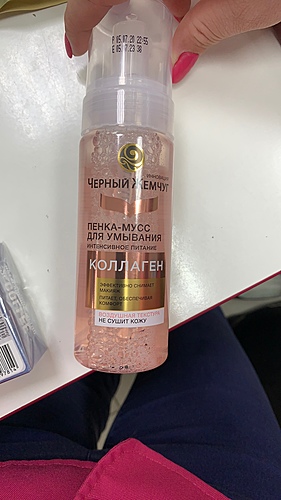 P 05.07.20 22:55
E 05.07.23 38
ИННОВАЦИЯ
ЧЕРНЫЙ ЖЕМЧУГ
ПЕНКА-МУСС
ДЛЯ УМЫВАНИЯ
ИНТЕНСИВНОЕ ПИТАНИЕ
КОЛЛАГЕН
ЭФФЕКТИВНО СНИМАЕТ
МАКИЯЖ
ПИТАЕТ, ОБЕСПЕЧИВАЯ
КОМФОРТ
ВОЗДУШНАЯ ТЕКСТУРА
НЕ СУШИТ КОЖУ